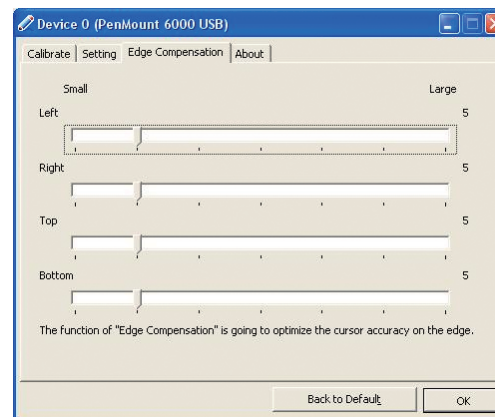 Device 0 (PenMount 6000 USB)
Calibrate Setting Edge Compensation About
Small Large
Left 5
Right 5
Top 5
Bottom 5
The function of "Edge Compensation" is going to optimize the cursor accuracy on the edge.
Back to Default OK